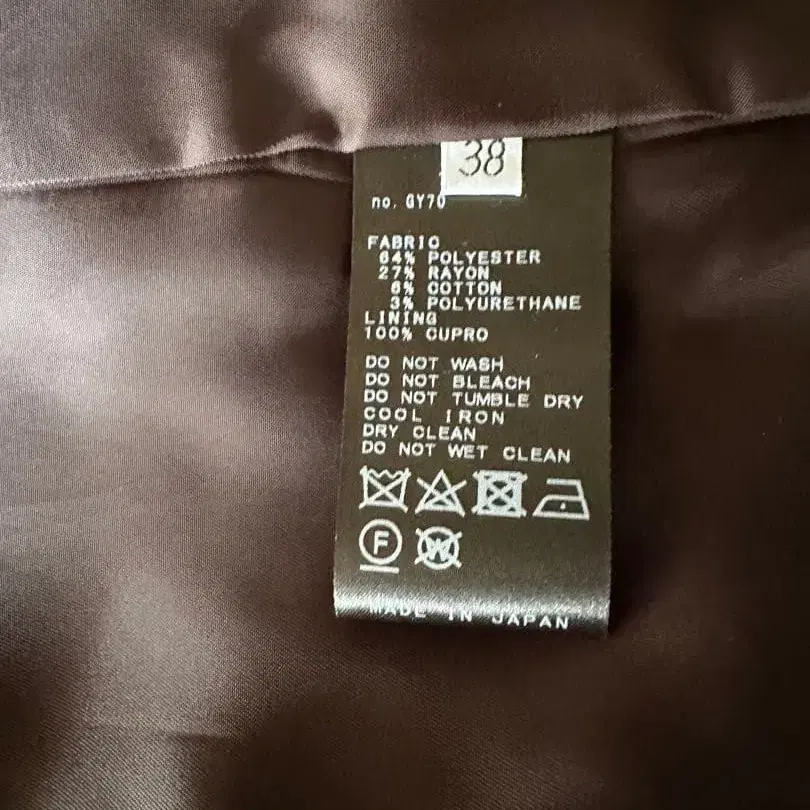 38
no. GY70
FABRIC
64% POLYESTER
27% RAYON
6% COTTON
3% POLYURETHANE
LINING
100% CUPRO
DO NOT WASH
DO NOT BLEACH
DO NOT TUMBLE DRY
COOL IRON
DRY CLEAN
DO NOT WET CLEAN
F W
MADE IN JAPAN